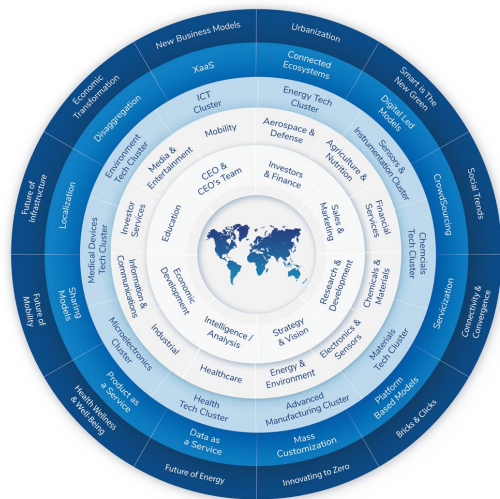 Urbanization
Smart is The
New Green
Social Trends
Connectivity &
Convergence
Bricks & Clicks
Innovating to Zero
Future of Energy
Health Wellness
& Well-Being
Future of
Mobility
Future of
Infrastructure
Economic
Transformation
New Business Models
Connected
Ecosystems
Digital Led
Models
CrowdSourcing
Servicization
Platform
Based Models
Mass
Customization
Data as
a Service
Product as
a Service
Sharing
Models
Localization
Disaggregation
XaaS
Energy Tech
Cluster
Sensors &
Instrumentation Cluster
Chemcials
Tech Cluster
Materials
Tech Cluster
Advanced
Manufacturing Cluster
Health
Tech Cluster
Microelectronics
Cluster
Medical Devices
Tech Cluster
Environment
Tech Cluster
ICT
Cluster
Aerospace &
Defense
Agriculture &
Nutrition
Financial
Services
Chemicals &
Materials
Electronics &
Sensors
Energy &
Environment
Healthcare
Industrial
Information &
Communications
Investor
Services
Media &
Entertainment
Mobility
Investors
& Finance
Sales &
Marketing
Research &
Development
Strategy
& Vision
Intelligence /
Analysis
Economic
Development
Education
CEO &
CEO's Team